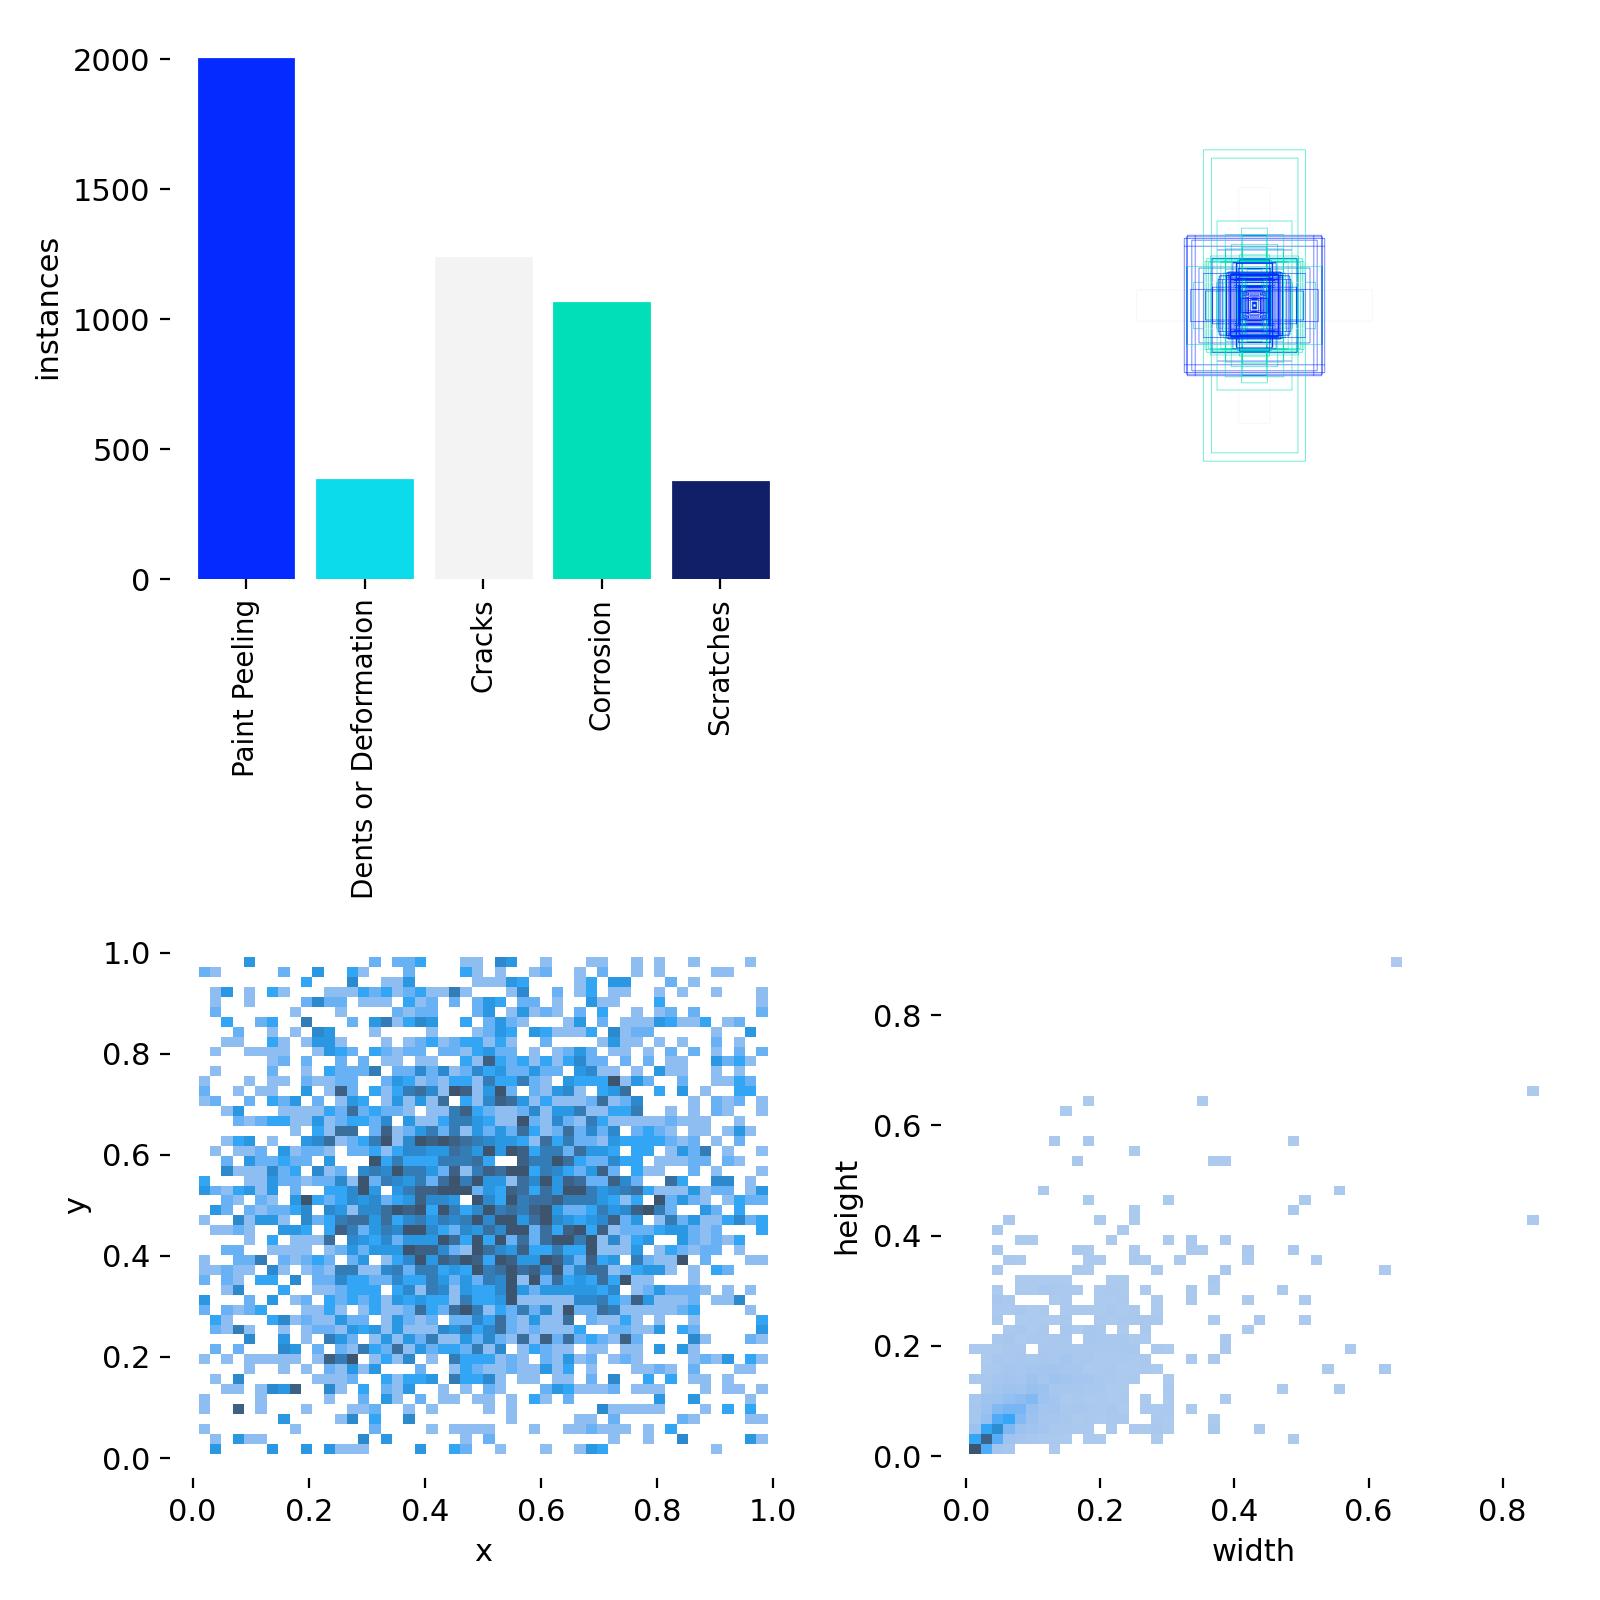 2000
1500
1000
500
0
instances
Paint Peeling
Dents or Deformation
Cracks
Corrosion
Scratches
1.0
0.8
0.6
0.4
0.2
0.0
y
0.0 0.2 0.4 0.6 0.8 1.0
x
0.8
0.6
0.4
0.2
0.0
height
0.0 0.2 0.4 0.6 0.8
width